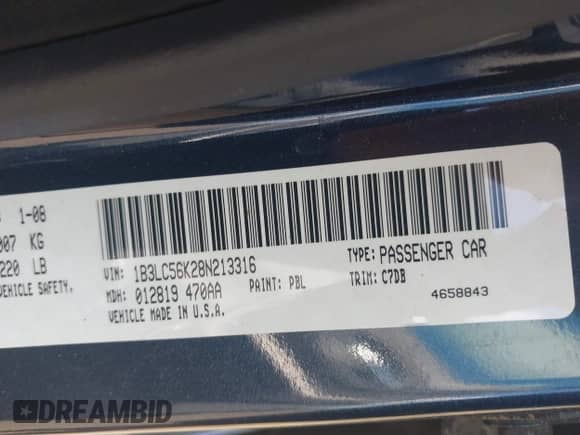 1-08
007 KG
220 LB
VEHICLE SAFETY.
VIN: 1B3LC56K28N213316
TYPE: PASSENGER CAR
MDH: 012819 470AA
PAINT: PBL
TRIM: C7DB
VEHICLE MADE IN U.S.A.
4658843
DREAMBID